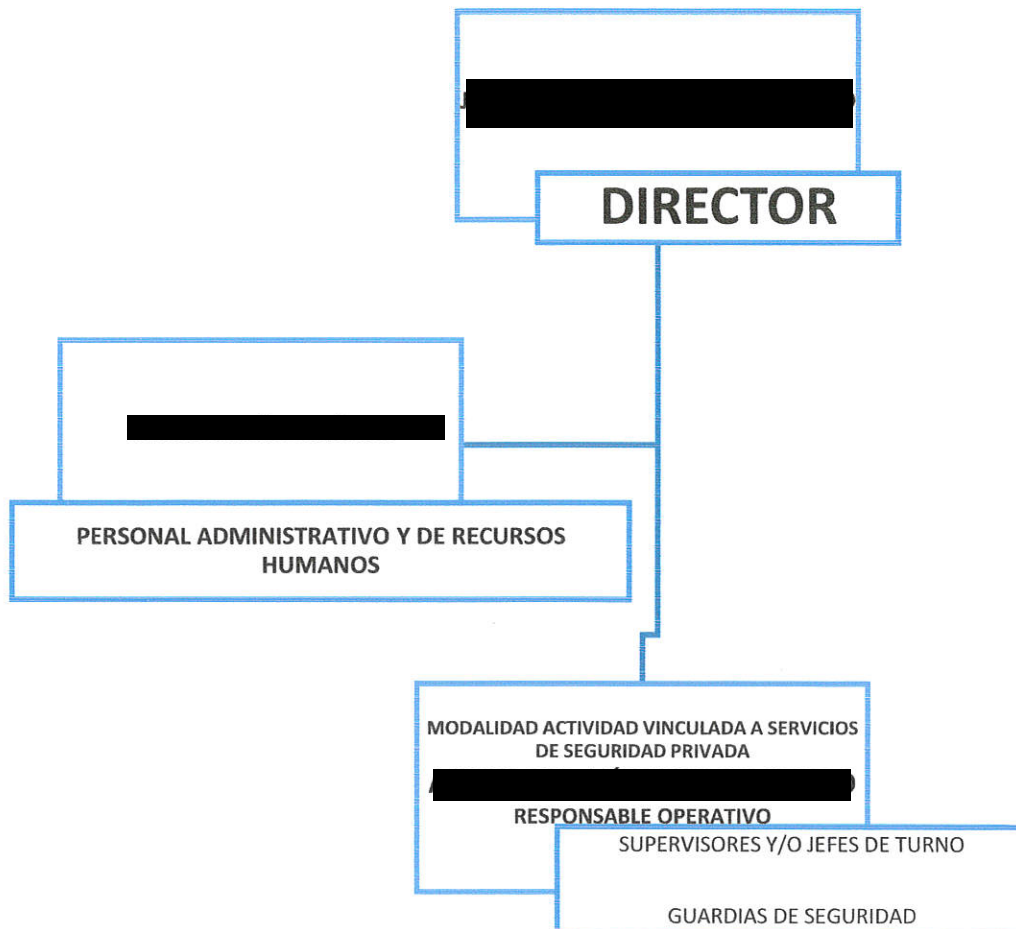 DIRECTOR
PERSONAL ADMINISTRATIVO Y DE RECURSOS
HUMANOS
MODALIDAD ACTIVIDAD VINCULADA A SERVICIOS
DE SEGURIDAD PRIVADA
RESPONSABLE OPERATIVO
SUPERVISORES Y/O JEFES DE TURNO
GUARDIAS DE SEGURIDAD